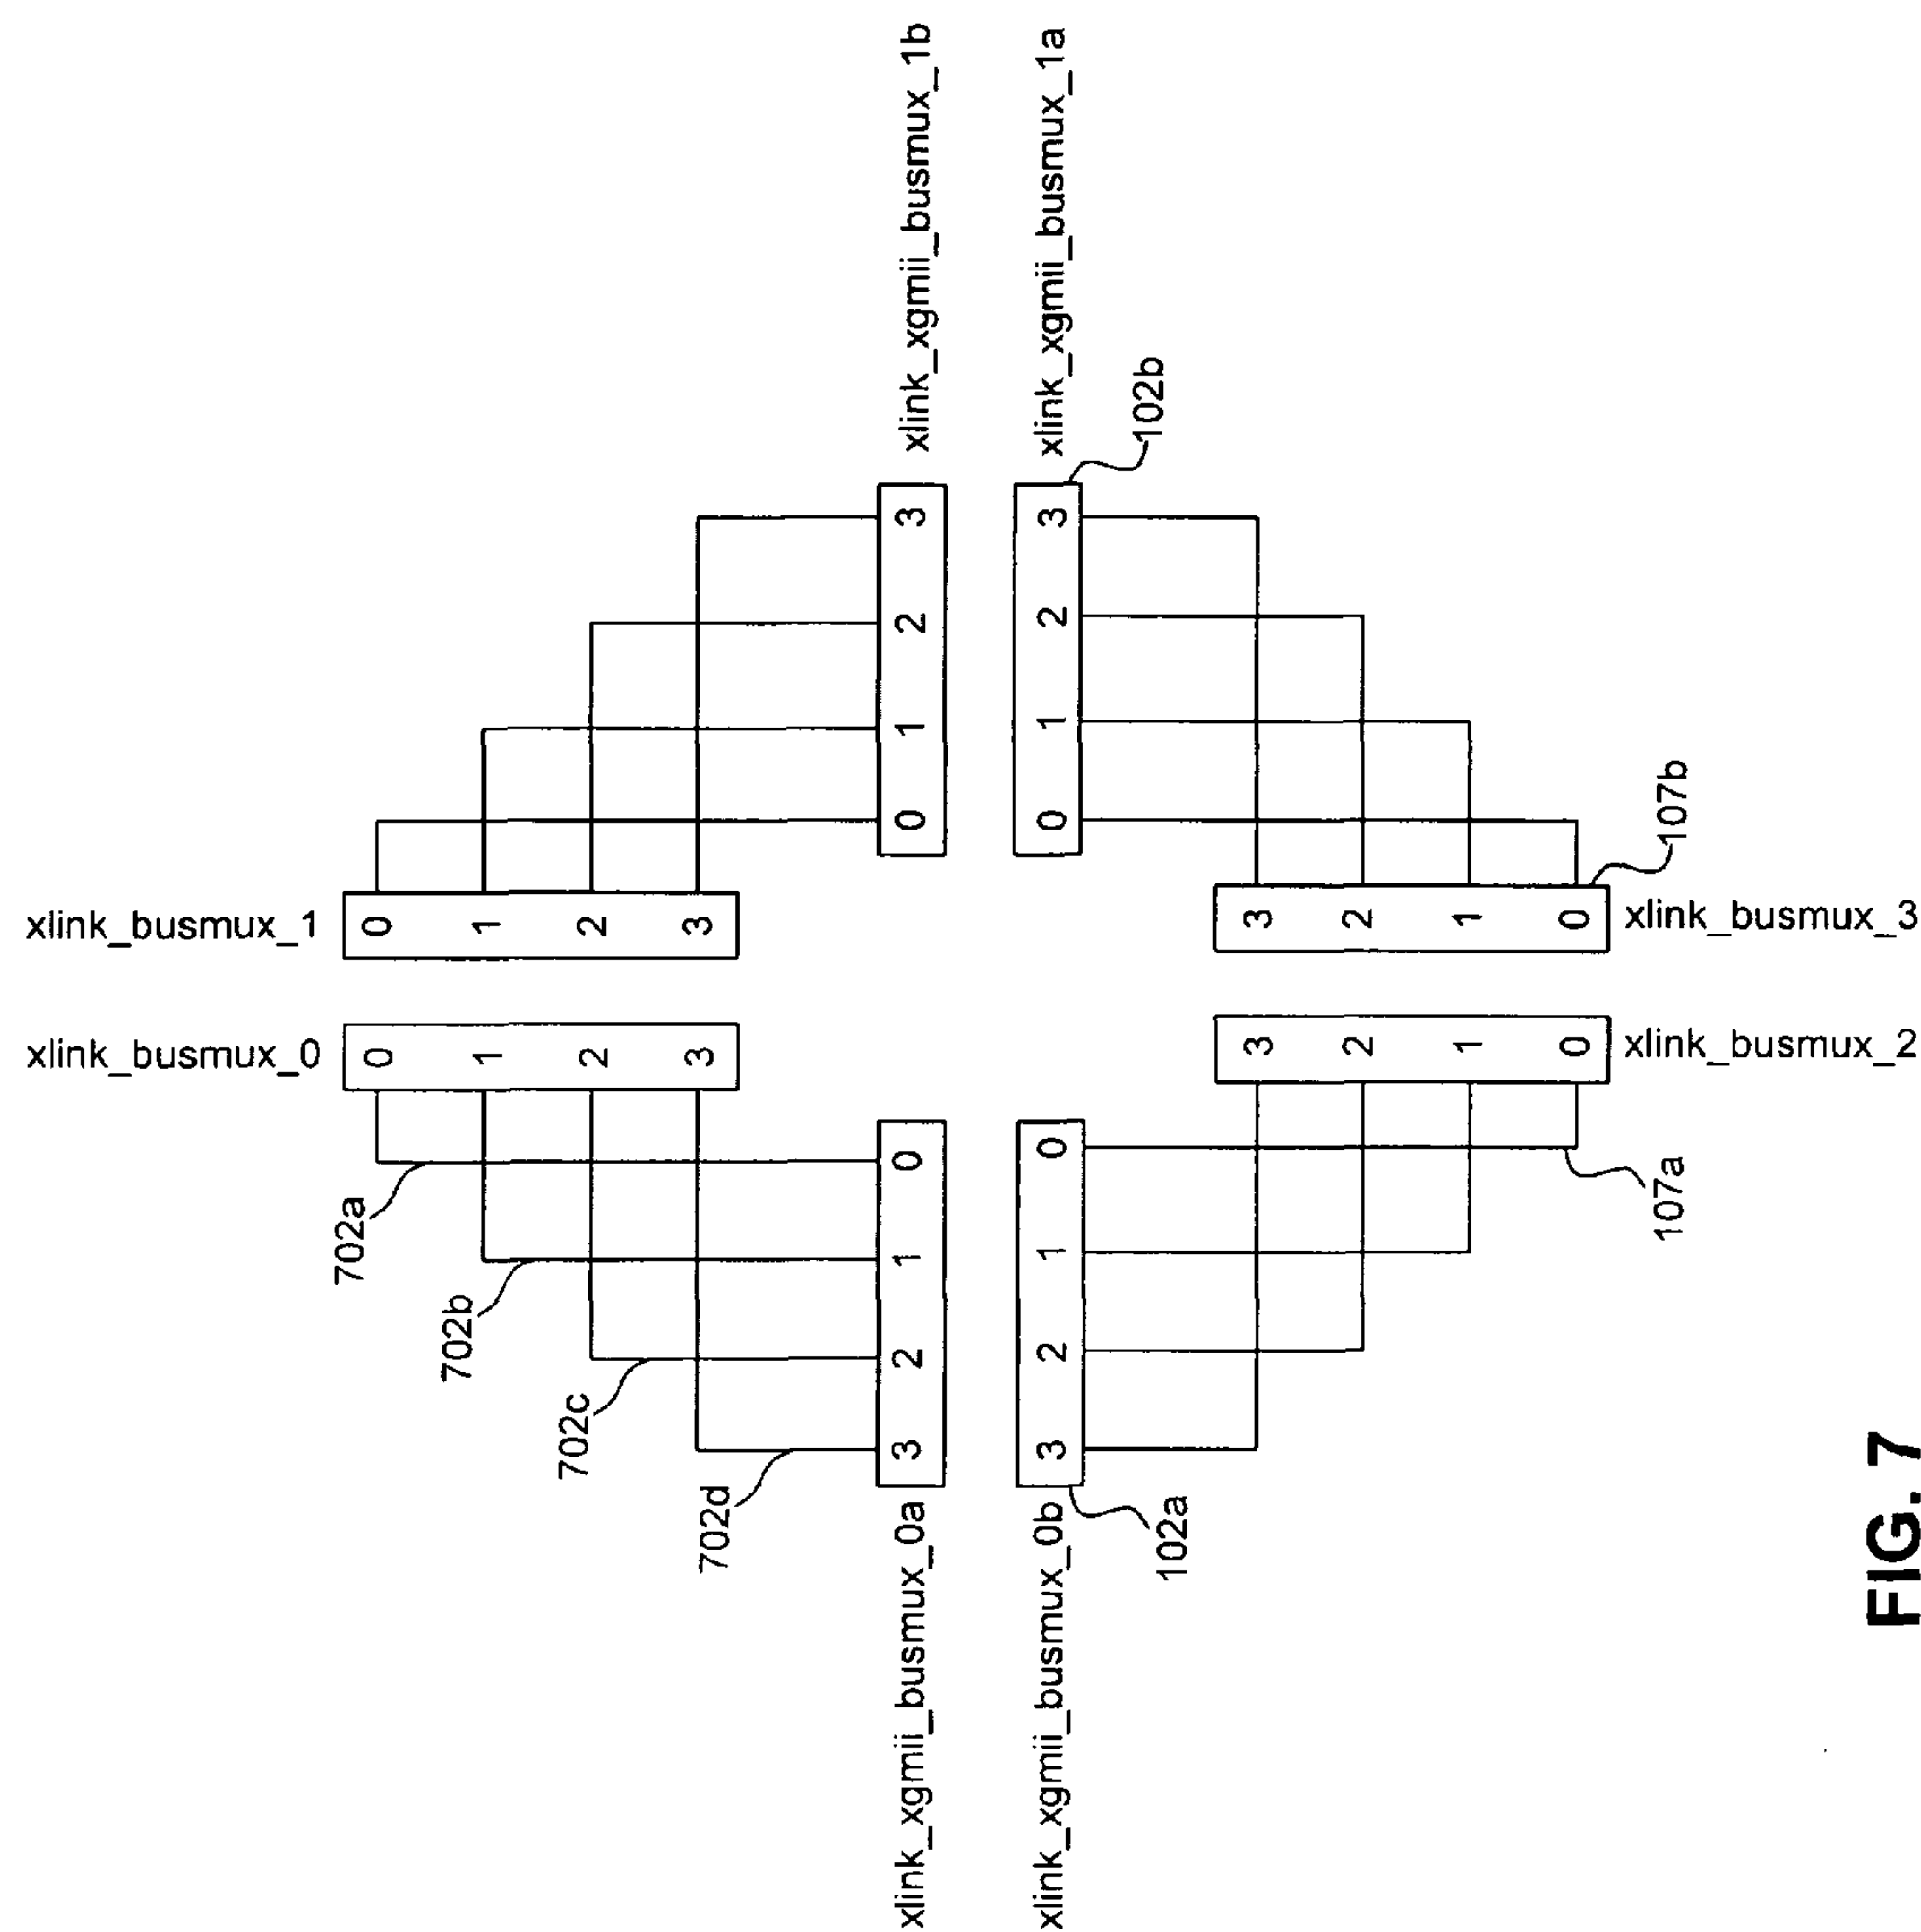 xlink_xgmii_busmux_1b
xlink_xgmii_busmux_1a
102b
xlink_busmux_1
0 1 2 3
0 1 2 3
0 1 2 3
3 2 1 0
107b
xlink_busmux_3
xlink_busmux_0
0 1 2 3
3 2 1 0
xlink_busmux_2
702a
702b
702c
702d
3 2 1 0
3 2 1 0
107a
102a
xlink_xgmii_busmux_0a
xlink_xgmii_busmux_0b
FIG. 7